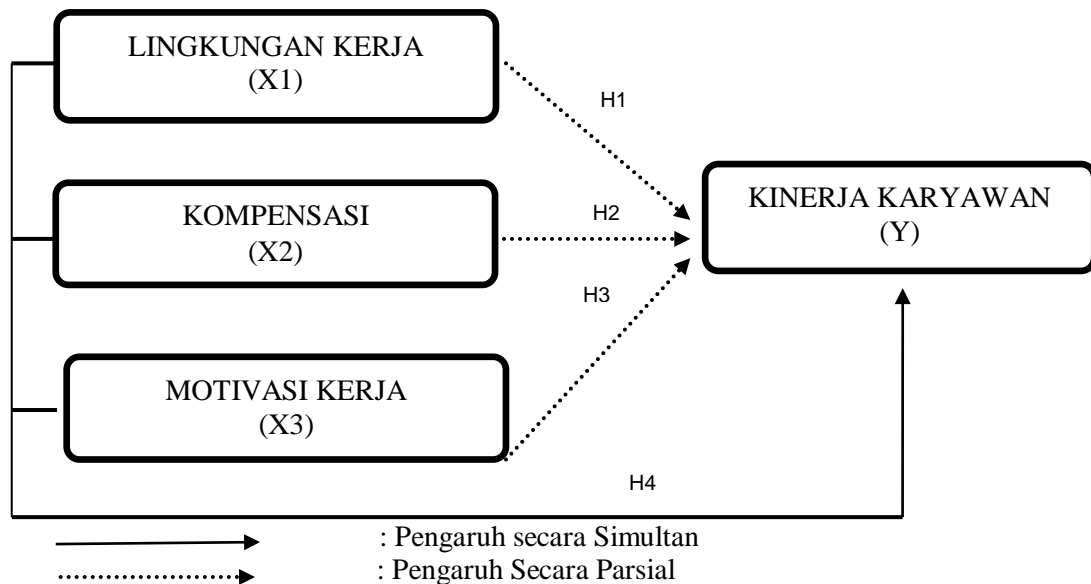 LINGKUNGAN KERJA
(X1)
H1
KINERJA KARYAWAN
(Y)
KOMPENSASI
(X2)
H2
H3
MOTIVASI KERJA
(X3)
H4
: Pengaruh secara Simultan
: Pengaruh Secara Parsial